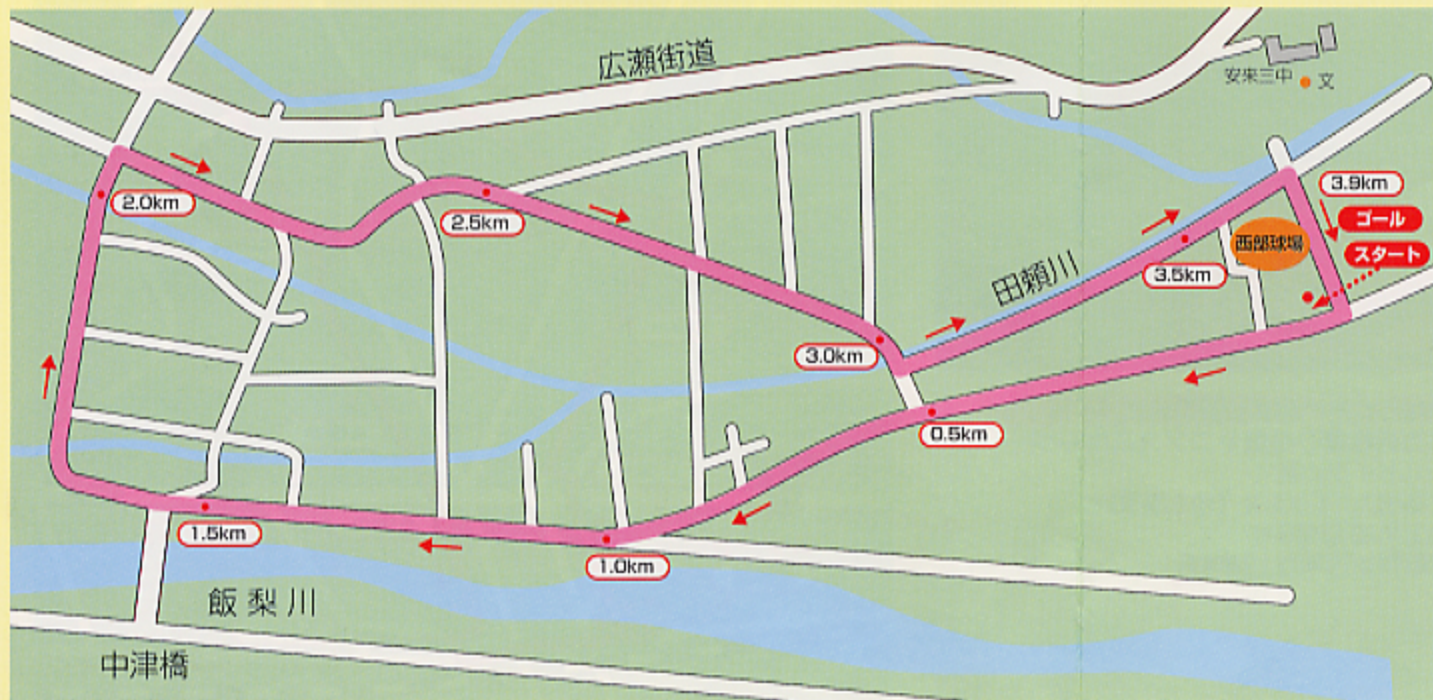 広瀬街道
安来三中
文
2.0km
2.5km
3.9km
ゴール
スタート
西部球場
田頼川
3.5km
3.0km
0.5km
1.5km
1.0km
飯梨川
中津橋